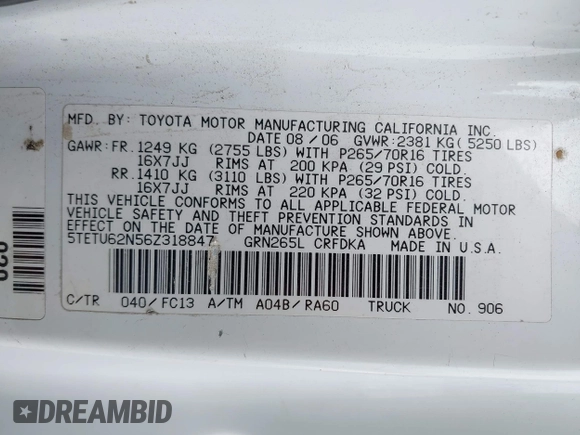 MFD. BY: TOYOTA MOTOR MANUFACTURING CALIFORNIA INC.
DATE 08 / 06 GVWR: 2381 KG( 5250 LBS)
GAWR: FR. 1249 KG (2755 LBS) WITH P265/70R16 TIRES
16X7JJ RIMS AT 200 KPA (29 PSI) COLD.
RR. 1410 KG (3110 LBS) WITH P265/70R16 TIRES
16X7JJ RIMS AT 220 KPA (32 PSI) COLD.
THIS VEHICLE CONFORMS TO ALL APPLICABLE FEDERAL MOTOR
VEHICLE SAFETY AND THEFT PREVENTION STANDARDS IN
EFFECT ON THE DATE OF MANUFACTURE SHOWN ABOVE.
5TETU62N56Z318847 GRN265L CRFDKA MADE IN U.S.A.
C/TR 040/FC13 A/TM A04B/RA60 TRUCK NO. 906
DREAMBID